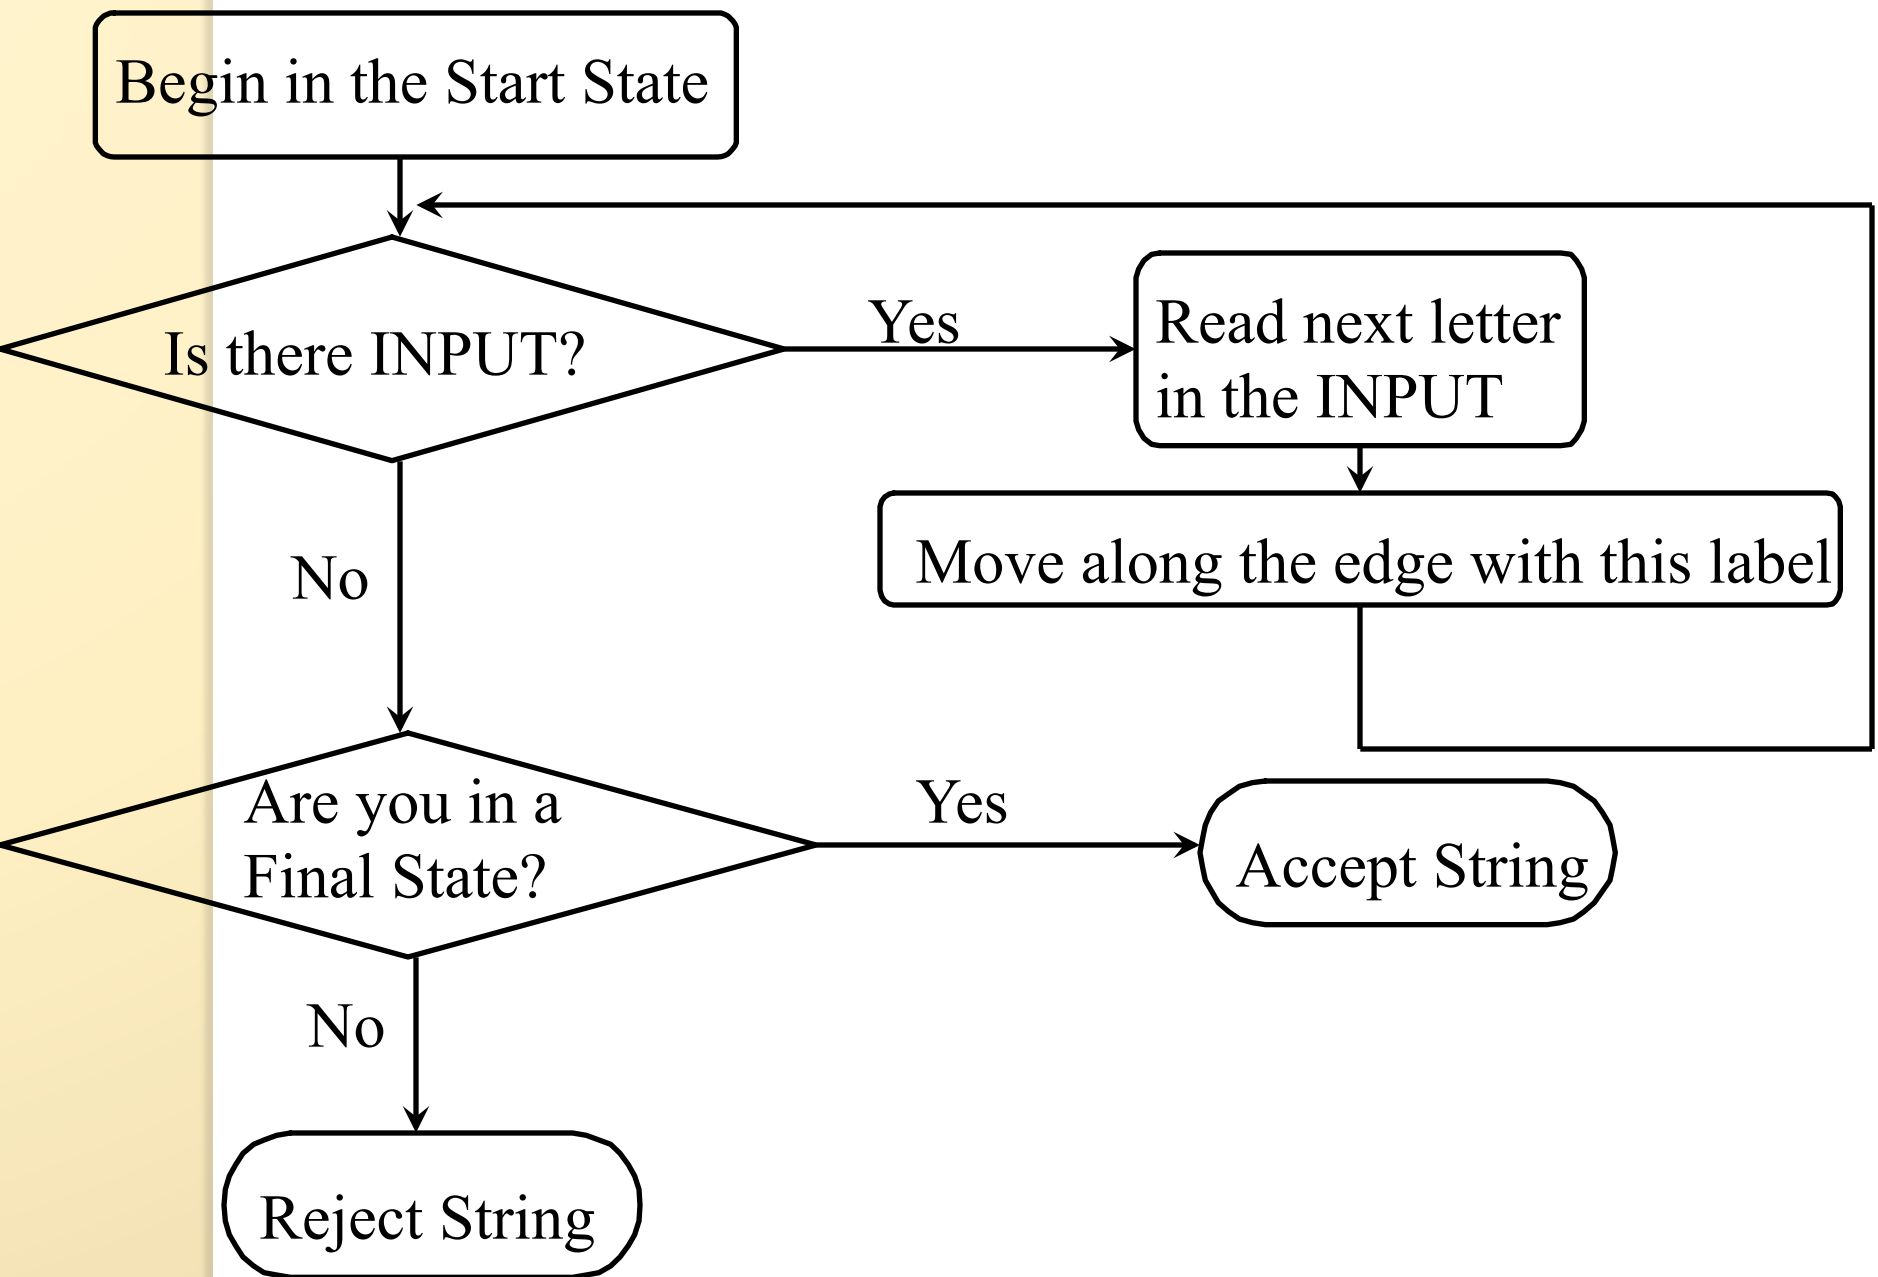 Begin in the Start State
Is there INPUT?
Yes
Read next letter
in the INPUT
Move along the edge with this label
No
Are you in a
Final State?
Yes
Accept String
No
Reject String